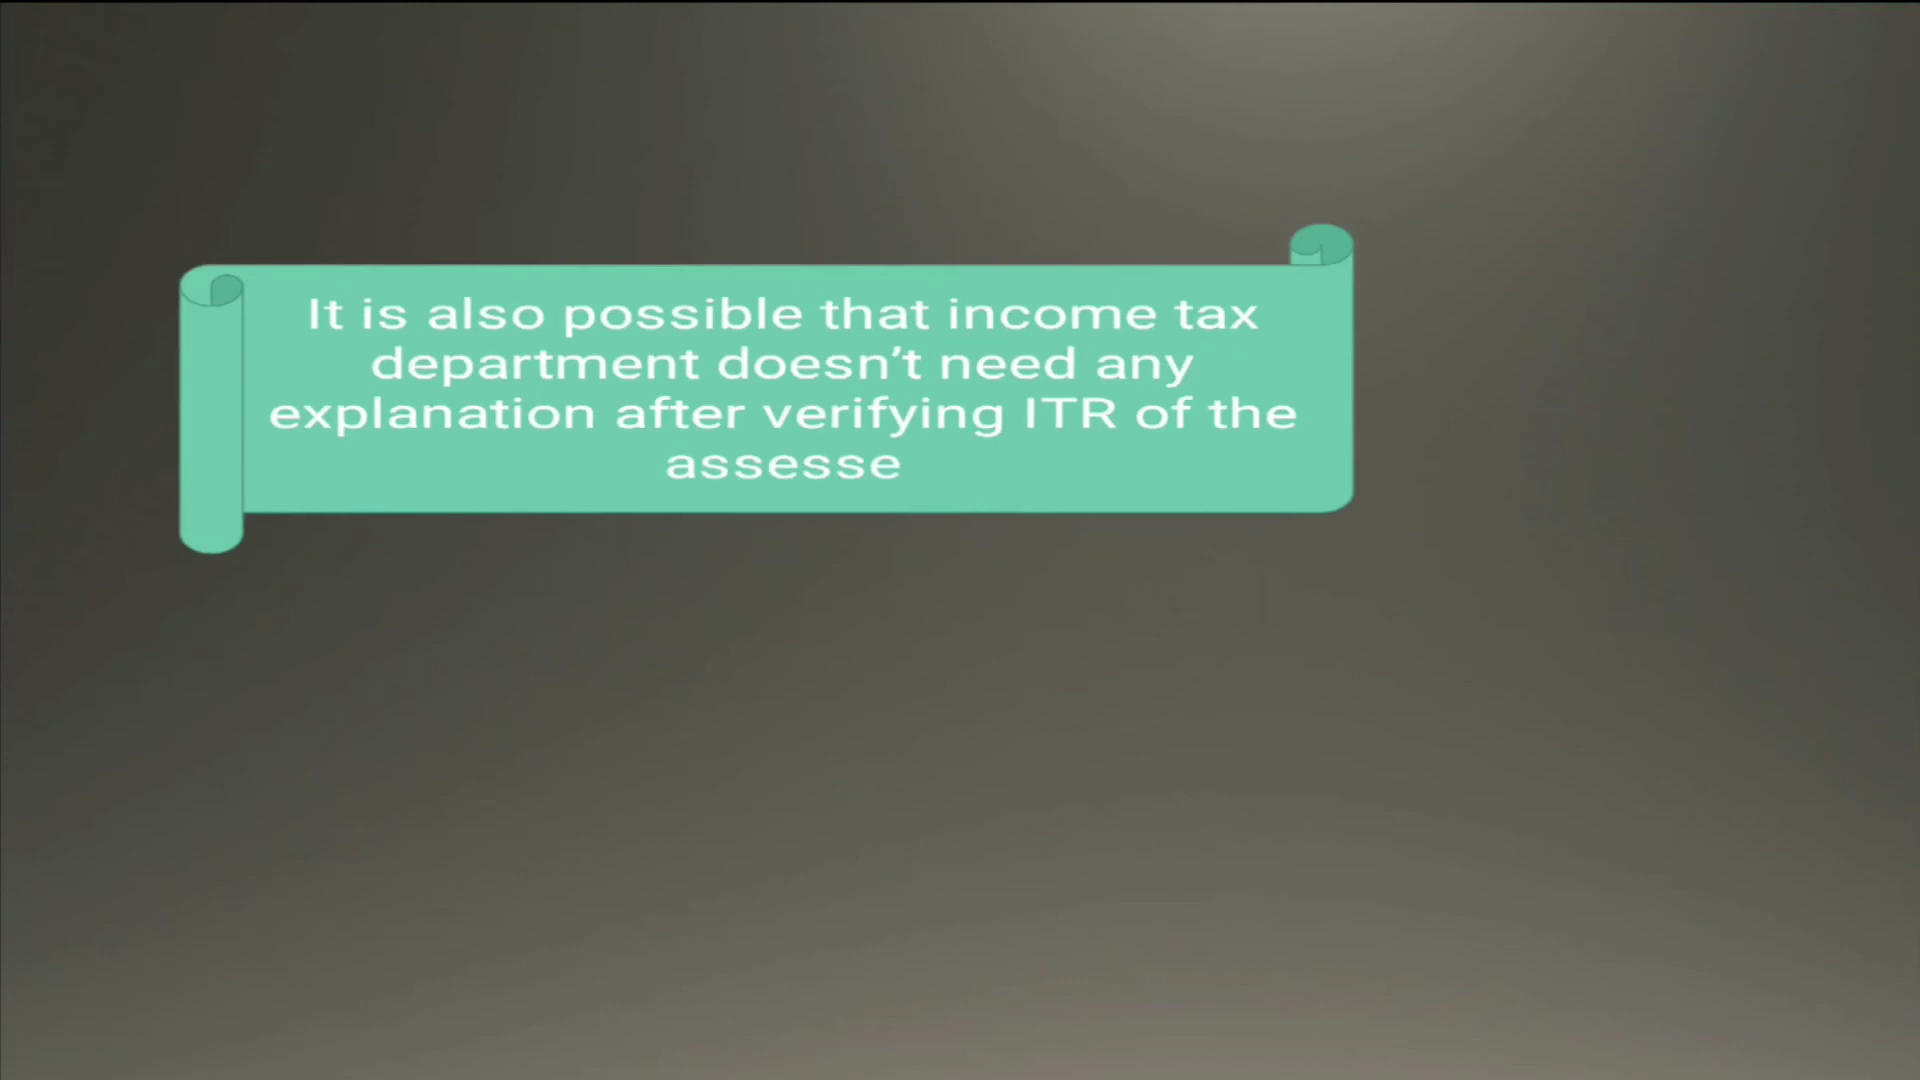 It is also possible that income tax
department doesn’t need any
explanation after verifying ITR of the
assesse